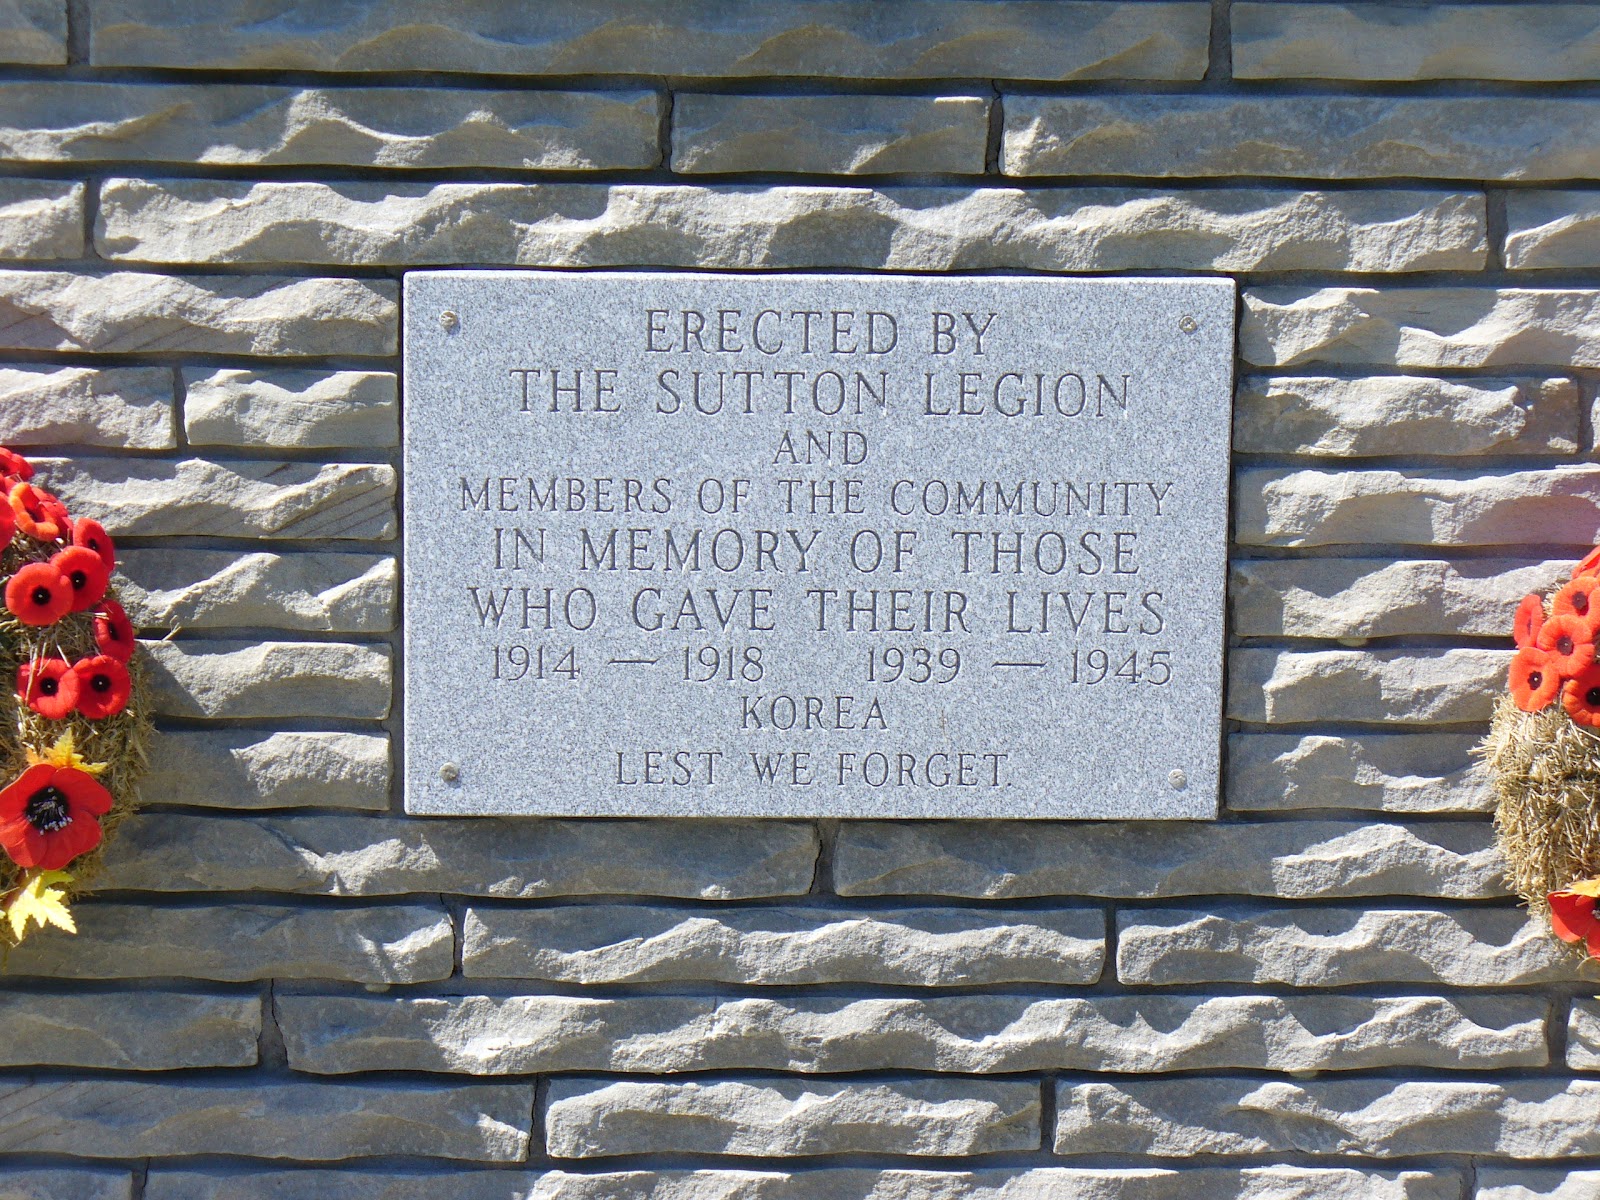 ERECTED BY
THE SUTTON LEGION
AND
MEMBERS OF THE COMMUNITY
IN MEMORY OF THOSE
WHO GAVE THEIR LIVES
1914 — 1918 1939 — 1945
KOREA
LEST WE FORGET.